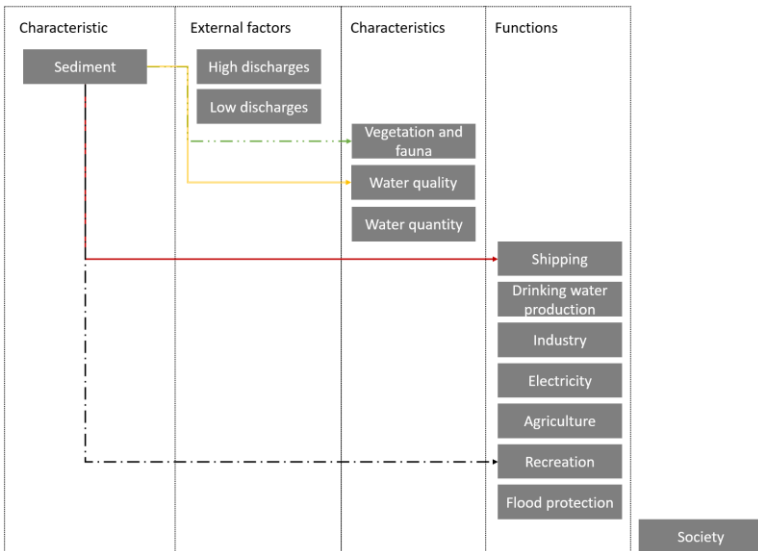 Characteristic
External factors
Characteristics
Functions
Sediment
High discharges
Low discharges
Vegetation and
fauna
Water quality
Water quantity
Shipping
Drinking water
production
Industry
Electricity
Agriculture
Recreation
Flood protection
Society